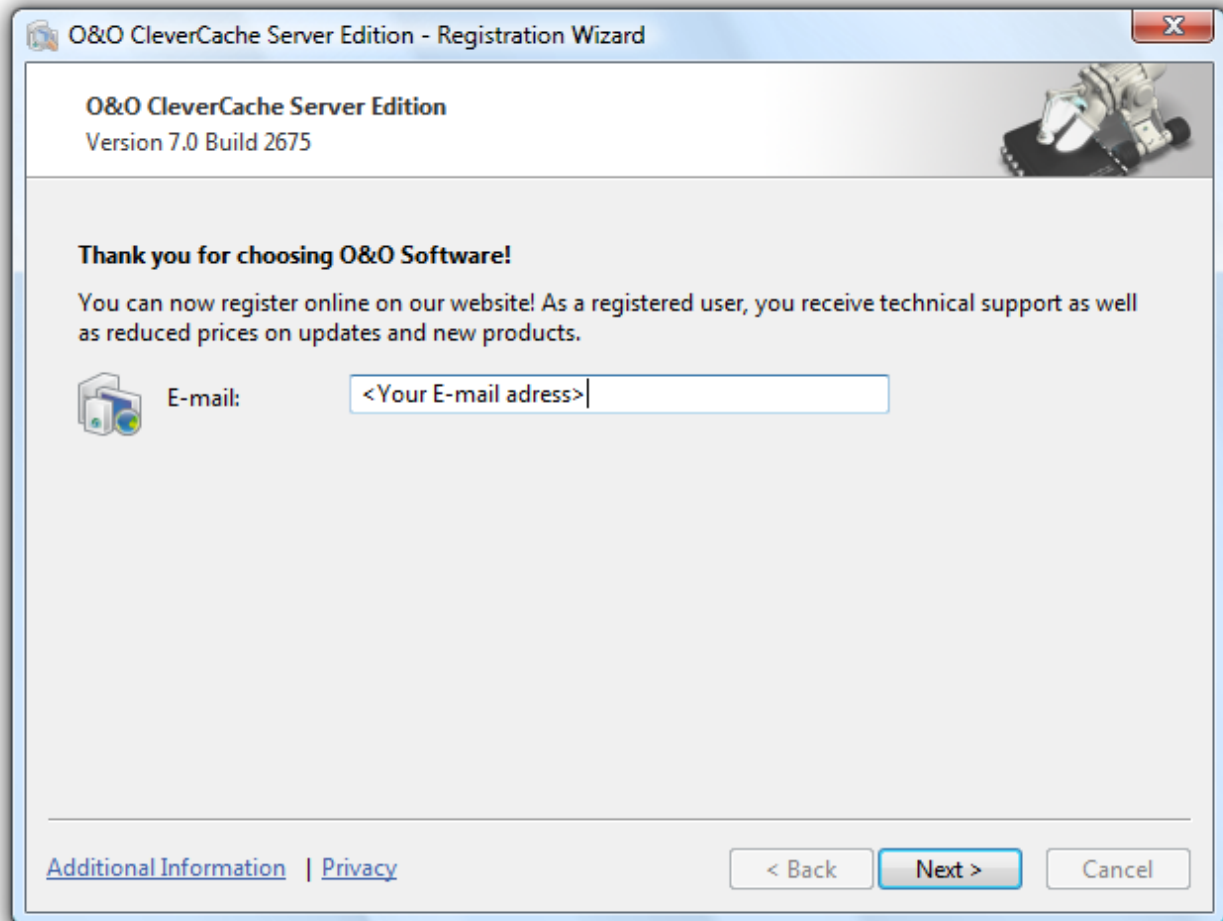 O&O CleverCache Server Edition - Registration Wizard
X
O&O CleverCache Server Edition
Version 7.0 Build 2675
Thank you for choosing O&O Software!
You can now register online on our website! As a registered user, you receive technical support as well
as reduced prices on updates and new products.
E-mail: <Your E-mail adress>
Additional Information | Privacy < Back Next > Cancel